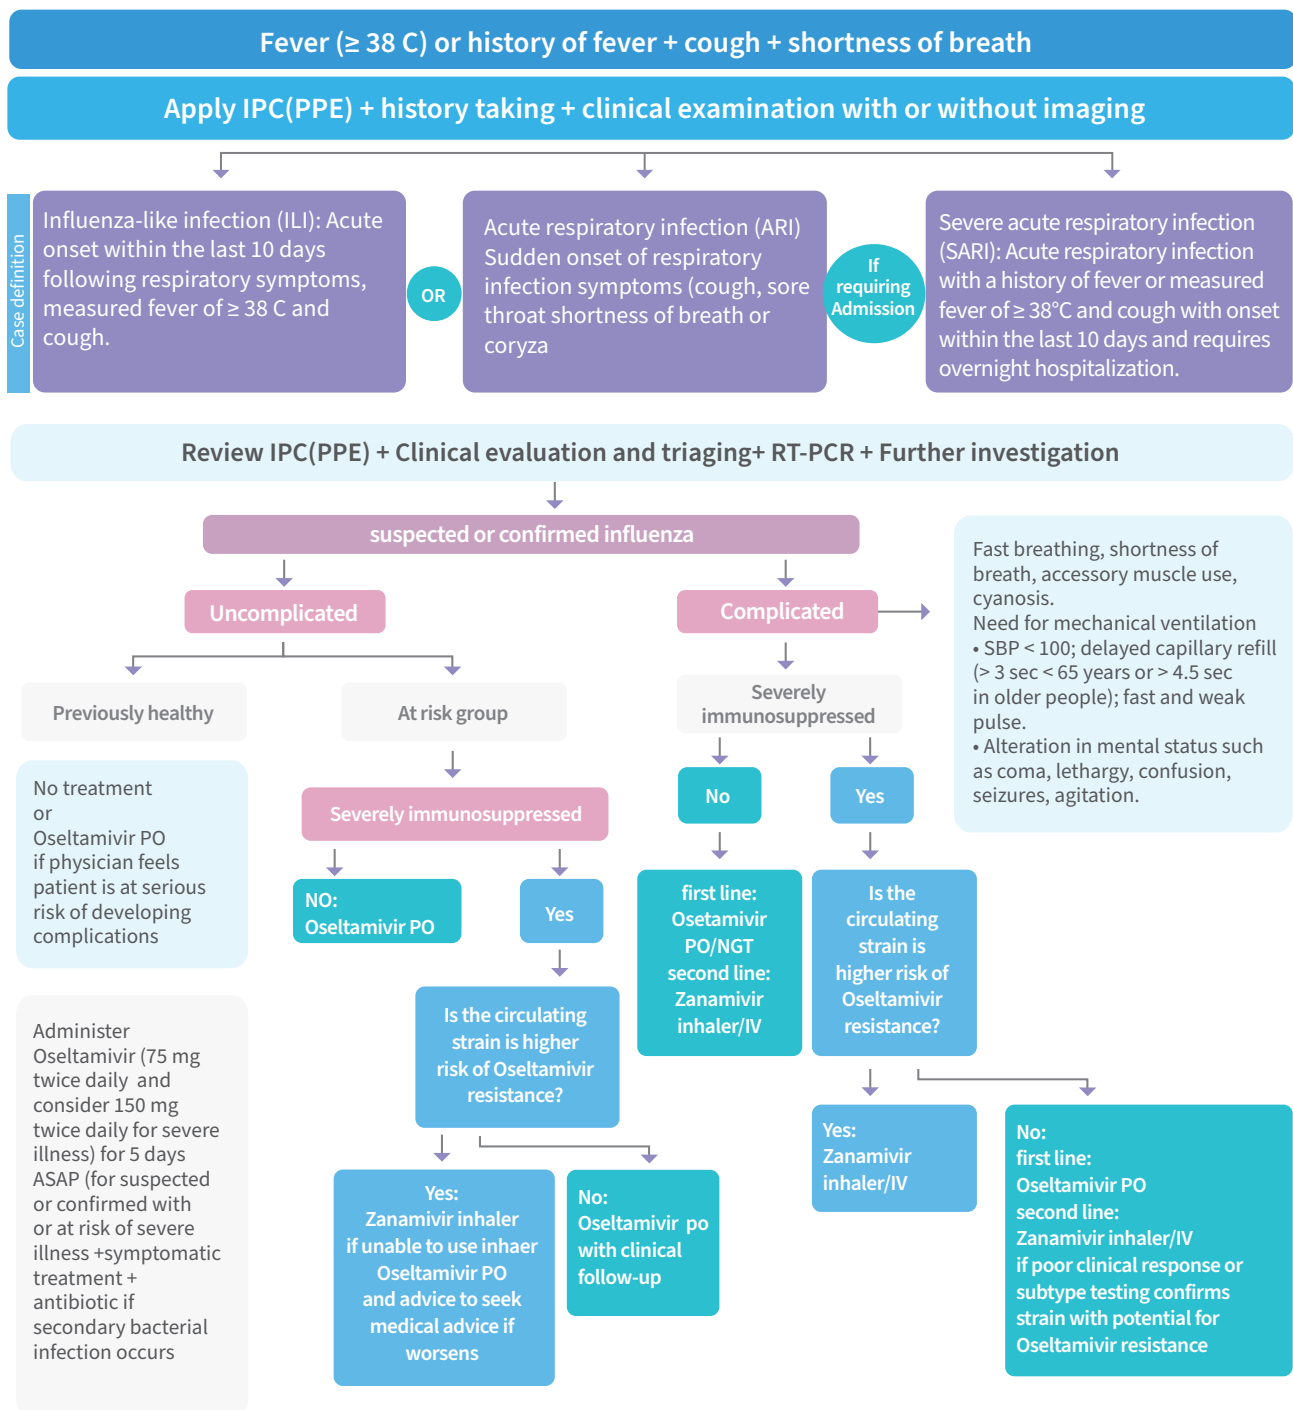 Fever (≥ 38 C) or history of fever + cough + shortness of breath
Apply IPC(PPE) + history taking + clinical examination with or without imaging
Case definition
Influenza-like infection (ILI): Acute
onset within the last 10 days
following respiratory symptoms,
measured fever of ≥ 38 C and
cough.
OR
Acute respiratory infection (ARI)
Sudden onset of respiratory
infection symptoms (cough, sore
throat shortness of breath or
coryza
If
requiring
Admission
Severe acute respiratory infection
(SARI): Acute respiratory infection
with a history of fever or measured
fever of ≥ 38°C and cough with onset
within the last 10 days and requires
overnight hospitalization.
Review IPC(PPE) + Clinical evaluation and triaging+ RT-PCR + Further investigation
suspected or confirmed influenza
Uncomplicated
Complicated
Fast breathing, shortness of
breath, accessory muscle use,
cyanosis.
Need for mechanical ventilation
• SBP < 100; delayed capillary refill
(> 3 sec < 65 years or > 4.5 sec
in older people); fast and weak
pulse.
• Alteration in mental status such
as coma, lethargy, confusion,
seizures, agitation.
Previously healthy
At risk group
Severely
immunosuppressed
No treatment
or
Oseltamivir PO
if physician feels
patient is at serious
risk of developing
complications
Severely immunosuppressed
No
Yes
NO:
Oseltamivir PO
Yes
first line:
Osetamivir
PO/NGT
second line:
Zanamivir
inhaler/IV
Is the
circulating
strain is
higher risk of
Oseltamivir
resistance?
Administer
Oseltamivir (75 mg
twice daily and
consider 150 mg
twice daily for severe
illness) for 5 days
ASAP (for suspected
or confirmed with
or at risk of severe
illness +symptomatic
treatment +
antibiotic if
secondary bacterial
infection occurs
Is the circulating
strain is higher
risk of Oseltamivir
resistance?
Yes:
Zanamivir inhaler
if unable to use inhaer
Oseltamivir PO
and advice to seek
medical advice if
worsens
No:
Oseltamivir po
with clinical
follow-up
Yes:
Zanamivir
inhaler/IV
No:
first line:
Oseltamivir PO
second line:
Zanamivir inhaler/IV
if poor clinical response or
subtype testing confirms
strain with potential for
Oseltamivir resistance